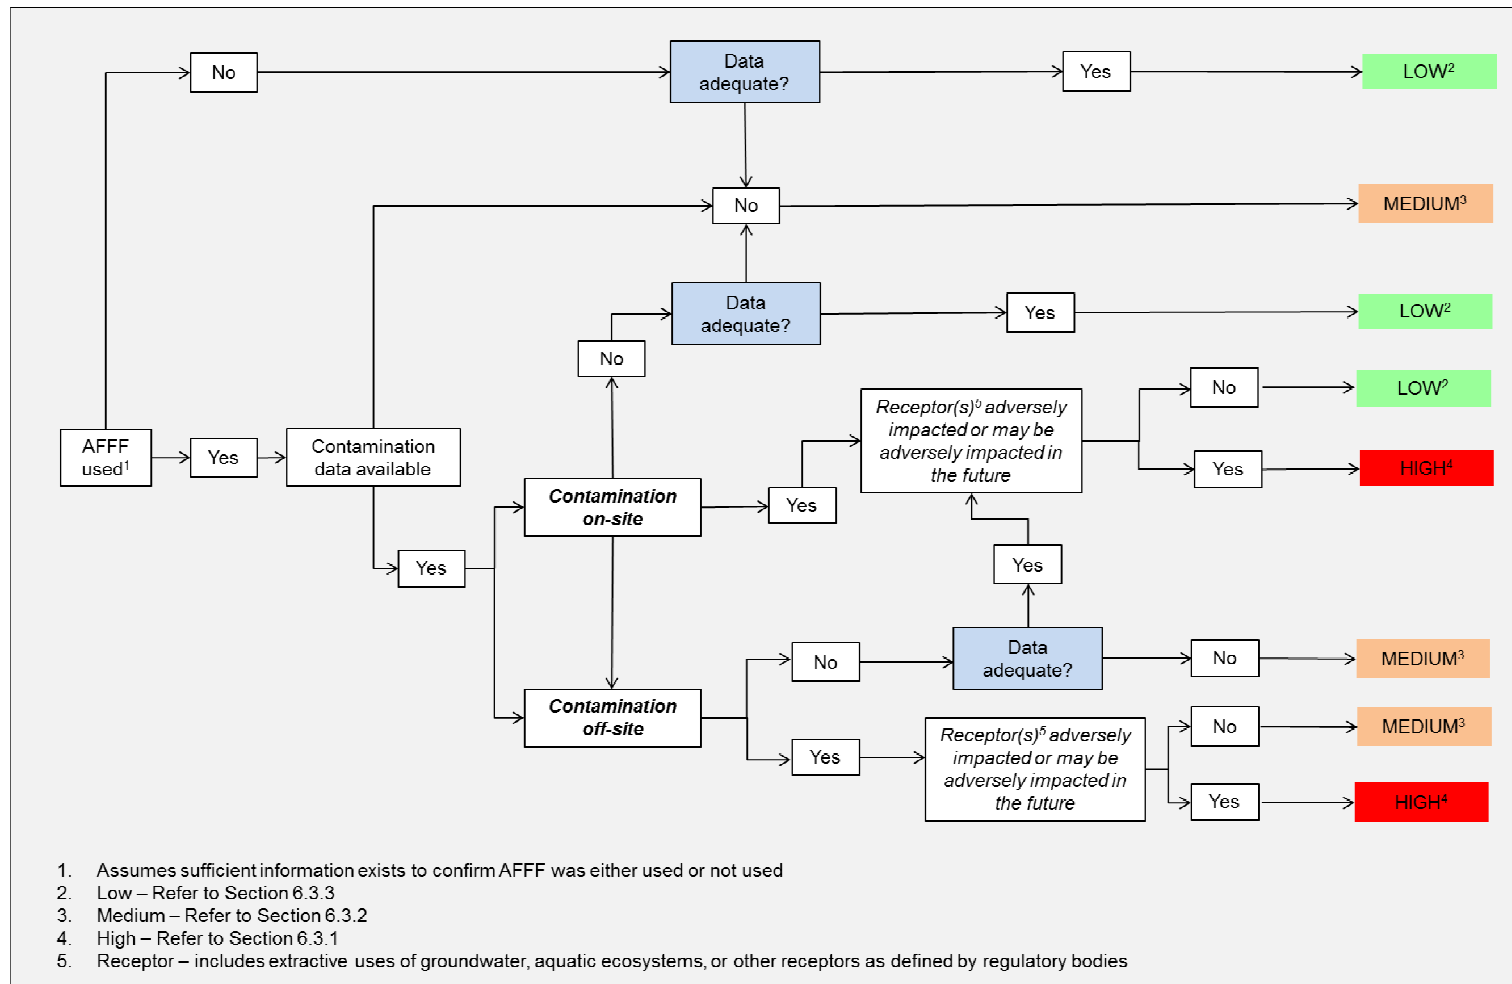 No
Data
adequate?
Yes
LOW²
No
MEDIUM³
Data
adequate?
Yes
LOW²
No
Receptor(s)⁵ adversely
impacted or may be
adversely impacted in
the future
No
LOW²
AFFF
used¹
Yes
Contamination
data available
Yes
HIGH⁴
Contamination
on-site
Yes
Yes
Yes
Contamination
off-site
No
Data
adequate?
No
MEDIUM³
Yes
Receptor(s)⁵ adversely
impacted or may be
adversely impacted in
the future
No
MEDIUM³
Yes
HIGH⁴
1. Assumes sufficient information exists to confirm AFFF was either used or not used
2. Low – Refer to Section 6.3.3
3. Medium – Refer to Section 6.3.2
4. High – Refer to Section 6.3.1
5. Receptor – includes extractive uses of groundwater, aquatic ecosystems, or other receptors as defined by regulatory bodies